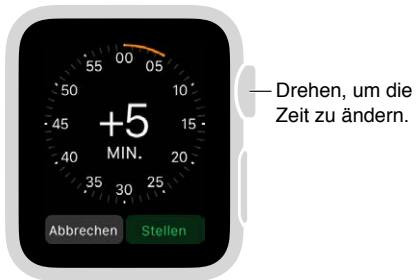 00
55 05
50 10
45 +5 15
MIN.
40 20
35 30 25
Abbrechen Stellen
Drehen, um die
Zeit zu ändern.